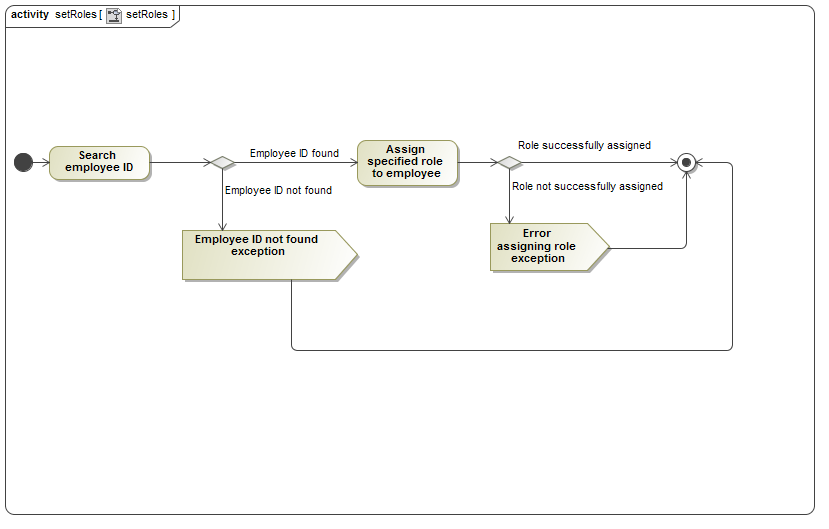 activity setRoles [ setRoles ]
Search
employee ID
Employee ID found
Assign
specified role
to employee
Role successfully assigned
Employee ID not found
Role not successfully assigned
Employee ID not found
exception
Error
assigning role
exception